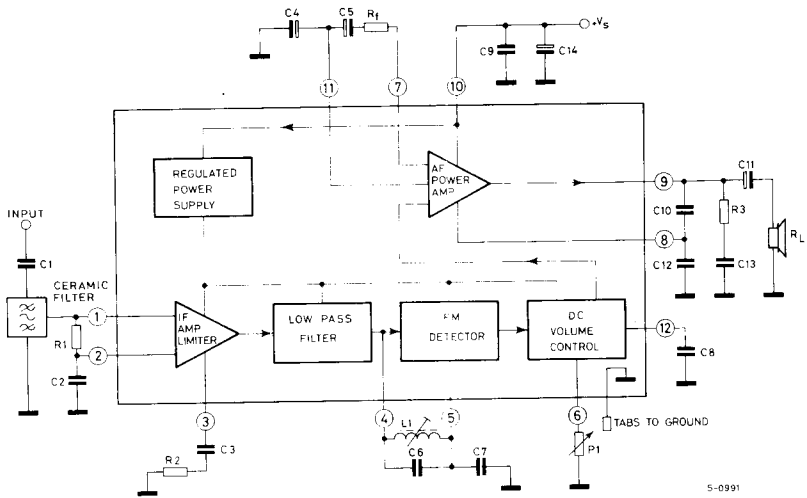 C4
C5
Rf
+Vs
C9
C14
11
7
10
REGULATED
POWER
SUPPLY
AF
POWER
AMP
9
C11
C10
R3
RL
8
C12
C13
INPUT
C1
CERAMIC
FILTER
1
R1
2
C2
IF
AMP
LIMITER
LOW PASS
FILTER
FM
DETECTOR
DC
VOLUME
CONTROL
12
C8
3
C3
R2
4
L1
5
C6
C7
6
P1
TABS TO GROUND
5-0991